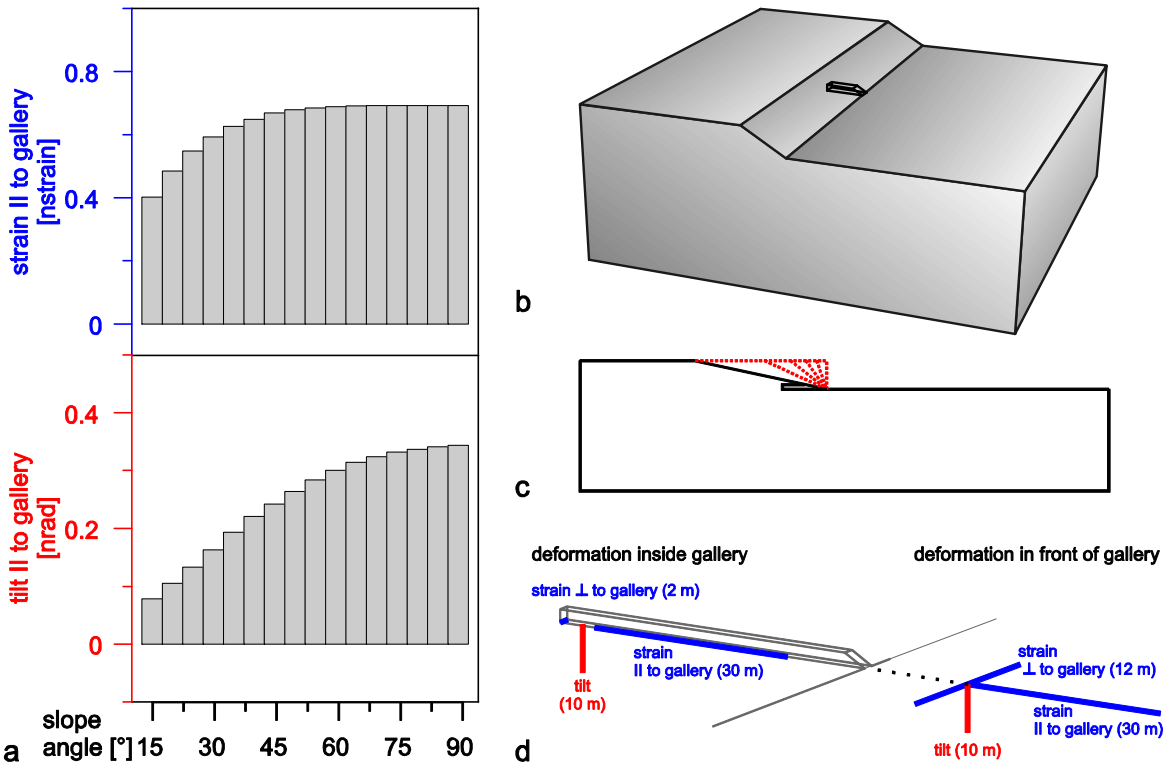 strain II to gallery
[nstrain]
0.8
0.4
0
tilt II to gallery
[nrad]
0.4
0.2
0
slope
angle [°] 15 30 45 60 75 90
a
b
c
deformation inside gallery
deformation in front of gallery
strain ⊥ to gallery (2 m)
strain
II to gallery (30 m)
tilt
(10 m)
strain
⊥ to gallery (12 m)
strain
II to gallery (30 m)
tilt (10 m)
d